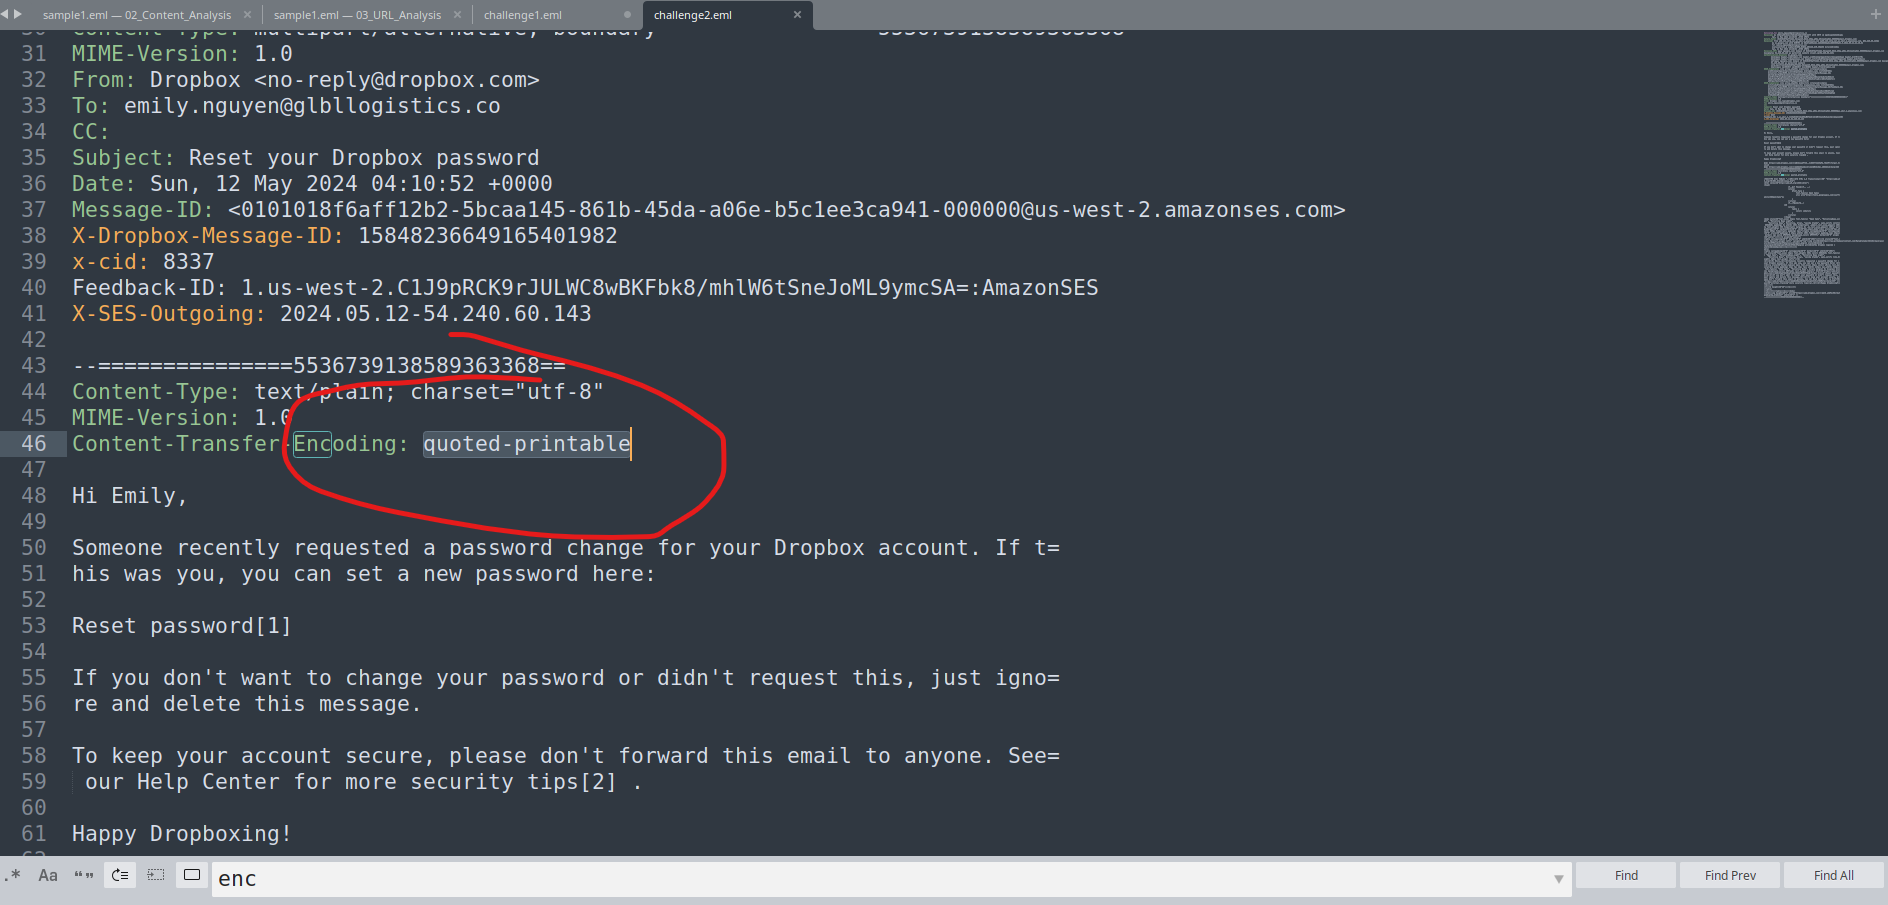 sample1.eml — 02_Content_Analysis × sample1.eml — 03_URL_Analysis × challenge1.eml challenge2.eml × +
30 Content-Type: multipart/alternative; boundary
31 MIME-Version: 1.0
32 From: Dropbox <no-reply@dropbox.com>
33 To: emily.nguyen@glbllogistics.co
34 CC:
35 Subject: Reset your Dropbox password
36 Date: Sun, 12 May 2024 04:10:52 +0000
37 Message-ID: <0101018f6aff12b2-5bcaa145-861b-45da-a06e-b5c1ee3ca941-000000@us-west-2.amazonses.com>
38 X-Dropbox-Message-ID: 15848236649165401982
39 x-cid: 8337
40 Feedback-ID: 1.us-west-2.C1J9pRCK9rJULWC8wBKFbk8/mhlW6tSneJoML9ymcSA=:AmazonSES
41 X-SES-Outgoing: 2024.05.12-54.240.60.143
42
43 --===============5536739138589363368==
44 Content-Type: text/plain; charset="utf-8"
45 MIME-Version: 1.0
46 Content-Transfer-Encoding: quoted-printable
47
48 Hi Emily,
49
50 Someone recently requested a password change for your Dropbox account. If t=
51 his was you, you can set a new password here:
52
53 Reset password[1]
54
55 If you don't want to change your password or didn't request this, just igno=
56 re and delete this message.
57
58 To keep your account secure, please don't forward this email to anyone. See=
59 our Help Center for more security tips[2] .
60
61 Happy Dropboxing!
.* Aa “” enc Find Find Prev Find All